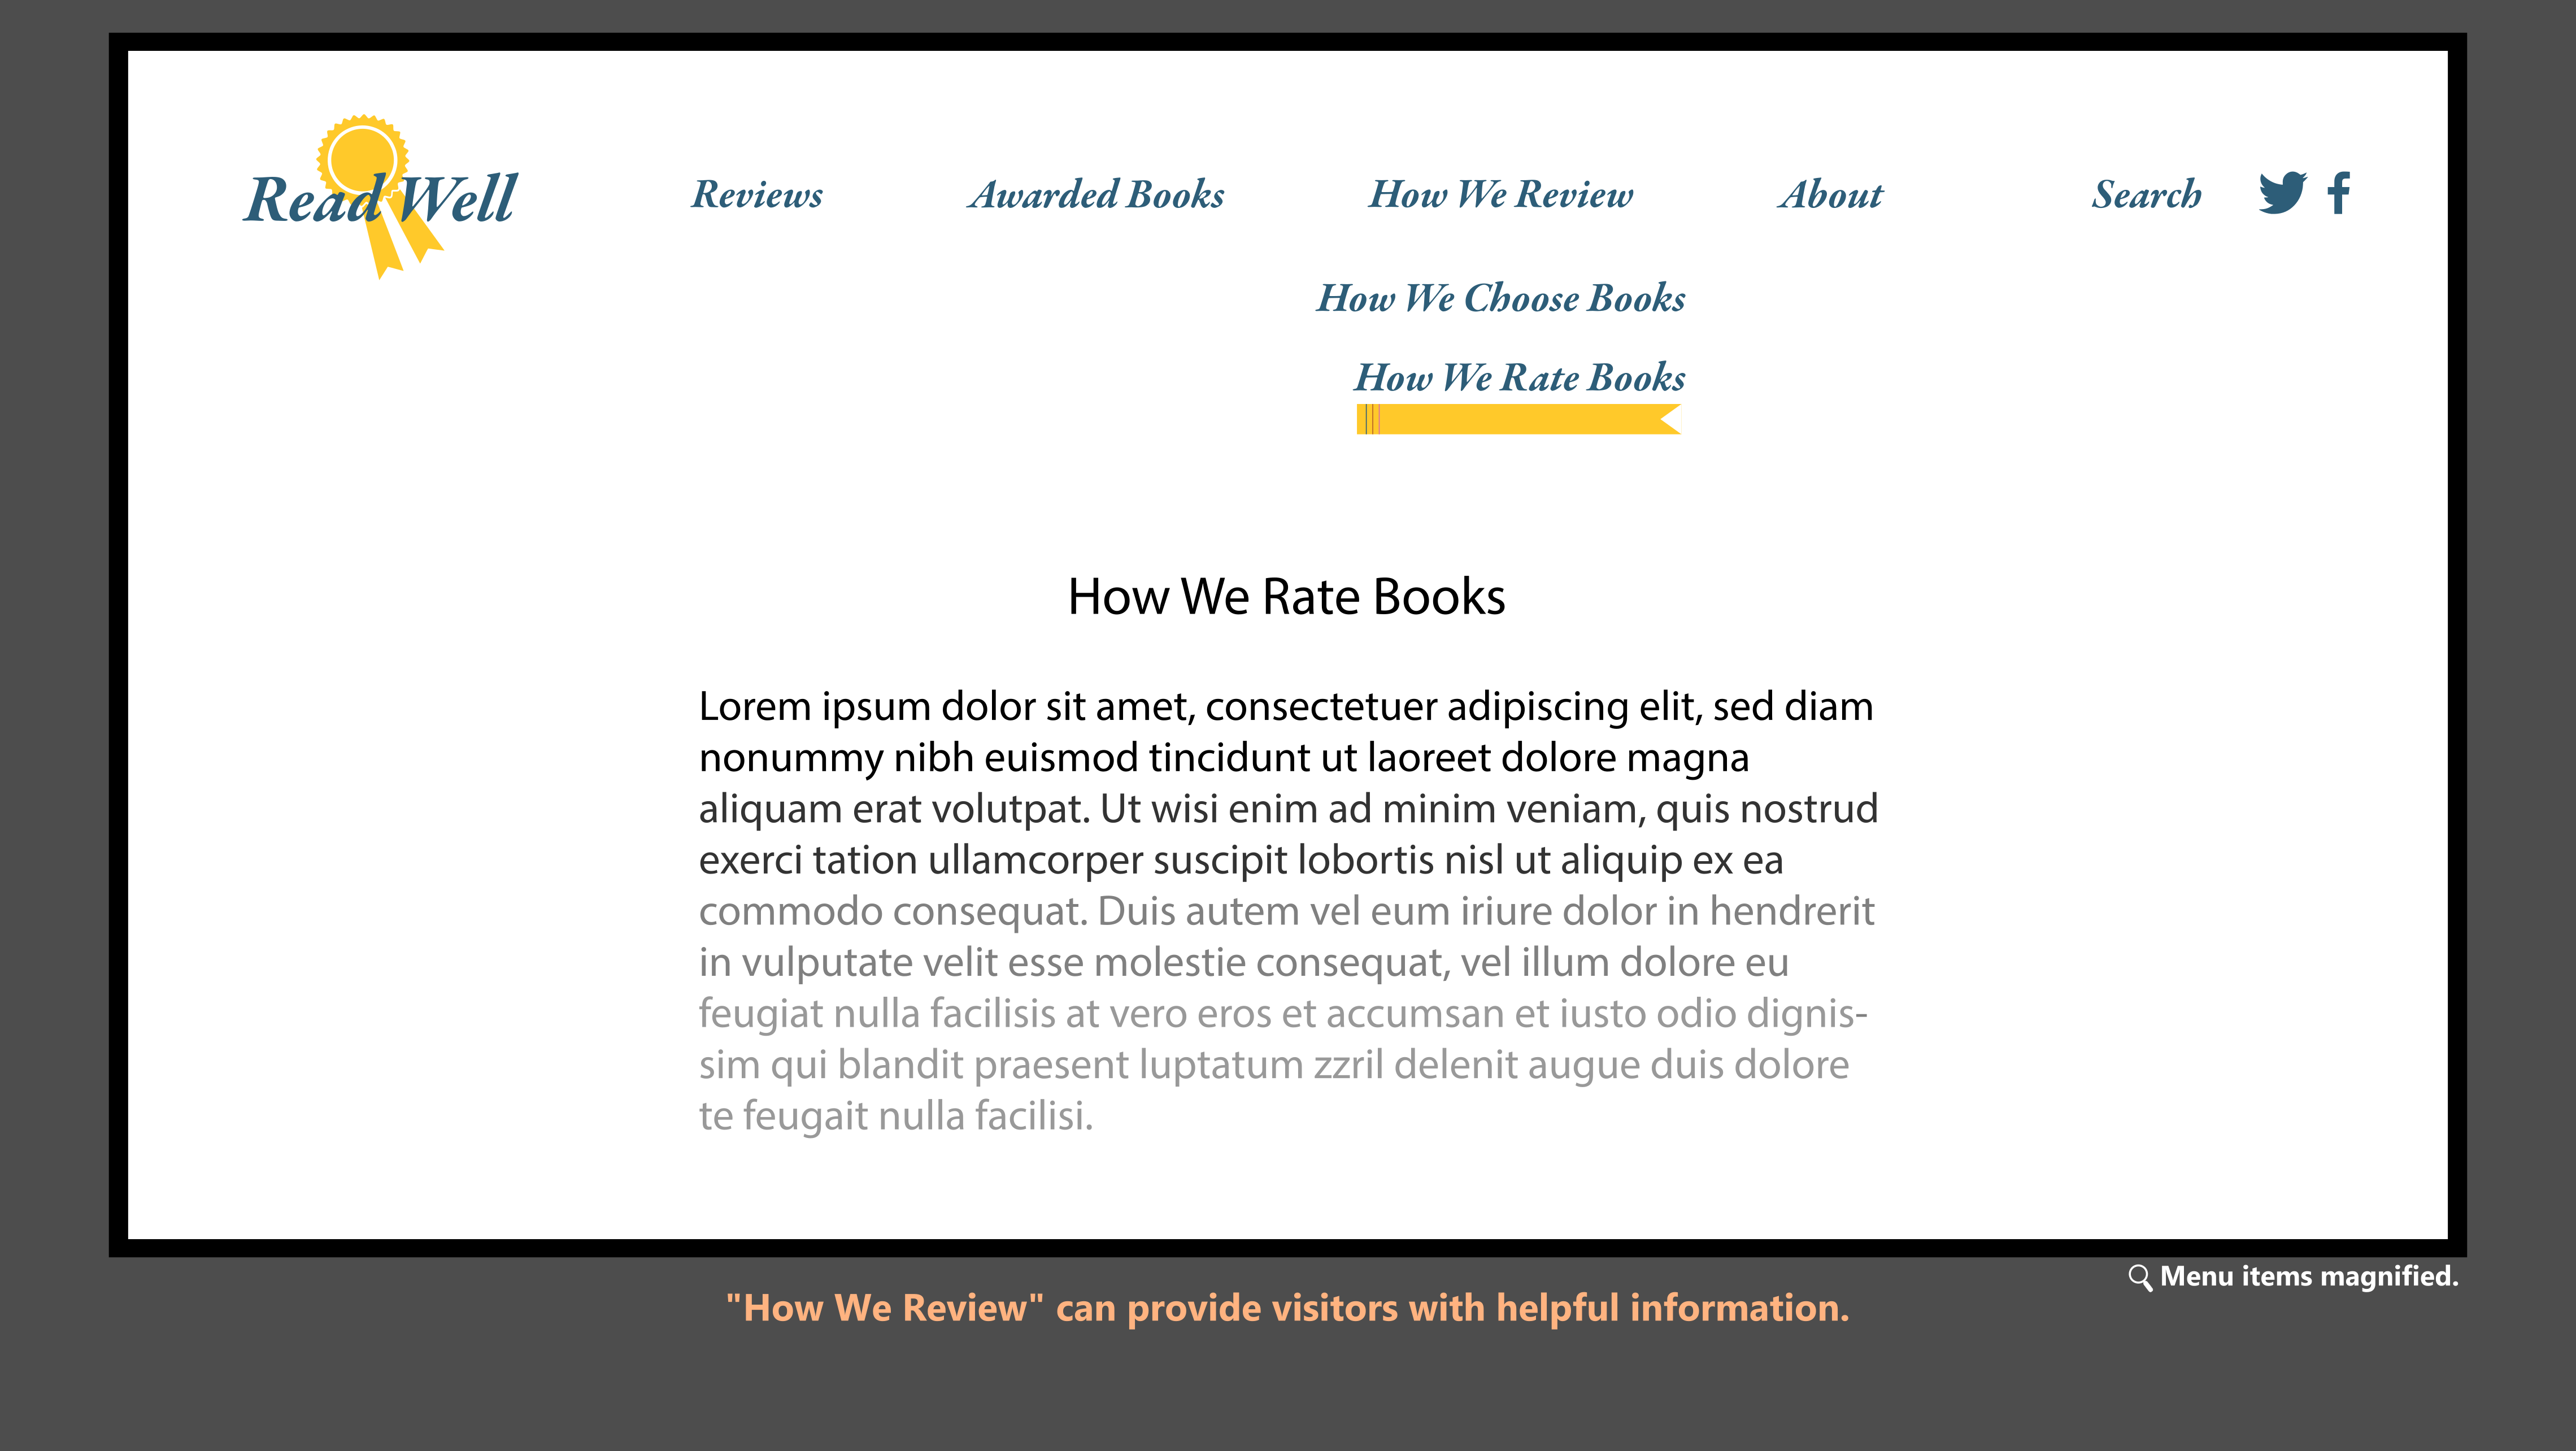 Read Well
Reviews
Awarded Books
How We Review
About
Search
How We Choose Books
How We Rate Books
How We Rate Books
Lorem ipsum dolor sit amet, consectetuer adipiscing elit, sed diam
nonummy nibh euismod tincidunt ut laoreet dolore magna
aliquam erat volutpat. Ut wisi enim ad minim veniam, quis nostrud
exerci tation ullamcorper suscipit lobortis nisl ut aliquip ex ea
commodo consequat. Duis autem vel eum iriure dolor in hendrerit
in vulputate velit esse molestie consequat, vel illum dolore eu
feugiat nulla facilisis at vero eros et accumsan et iusto odio dignis-
sim qui blandit praesent luptatum zzril delenit augue duis dolore
te feugait nulla facilisi.
Menu items magnified.
"How We Review" can provide visitors with helpful information.